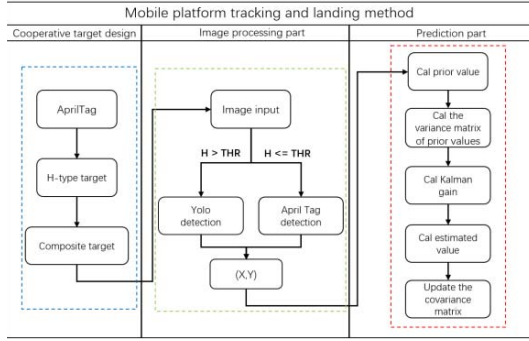 Mobile platform tracking and landing method
Cooperative target design
Image processing part
Prediction part
AprilTag
H-type target
Composite target
Image input
H > THR
H <= THR
Yolo
detection
April Tag
detection
(X,Y)
Cal prior value
Cal the
variance matrix
of prior values
Cal Kalman
gain
Cal estimated
value
Update the
covariance
matrix